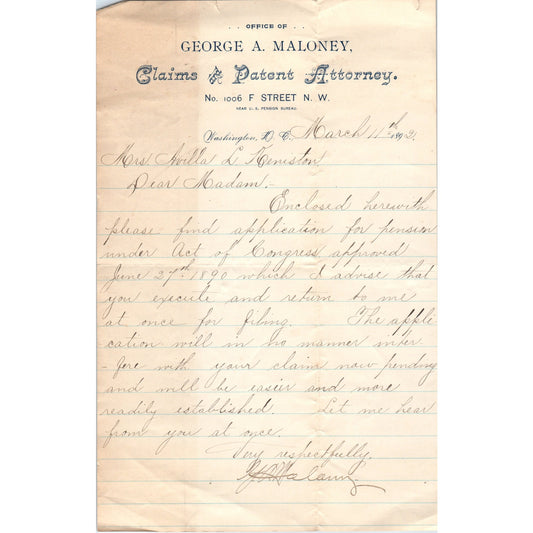 . . OFFICE OF . .
GEORGE A. MALONEY,
Claims & Patent Attorney.
No. 1006 F STREET N. W.
NEAR U. S. PENSION BUREAU.
Washington, D. C. March 11th 1892.
Mrs Avilla L Keniston
Dear Madam.-
Enclosed herewith
please find application for pension
under Act of Congress approved
June 27th 1890 which I advise that
you execute and return to me
at once for filing. The appli-
cation will in no manner inter
-fere with your claim now pending
and will be easier and more
readily established. Let me hear
from you at once.
Very respectfully.
G A Maloney